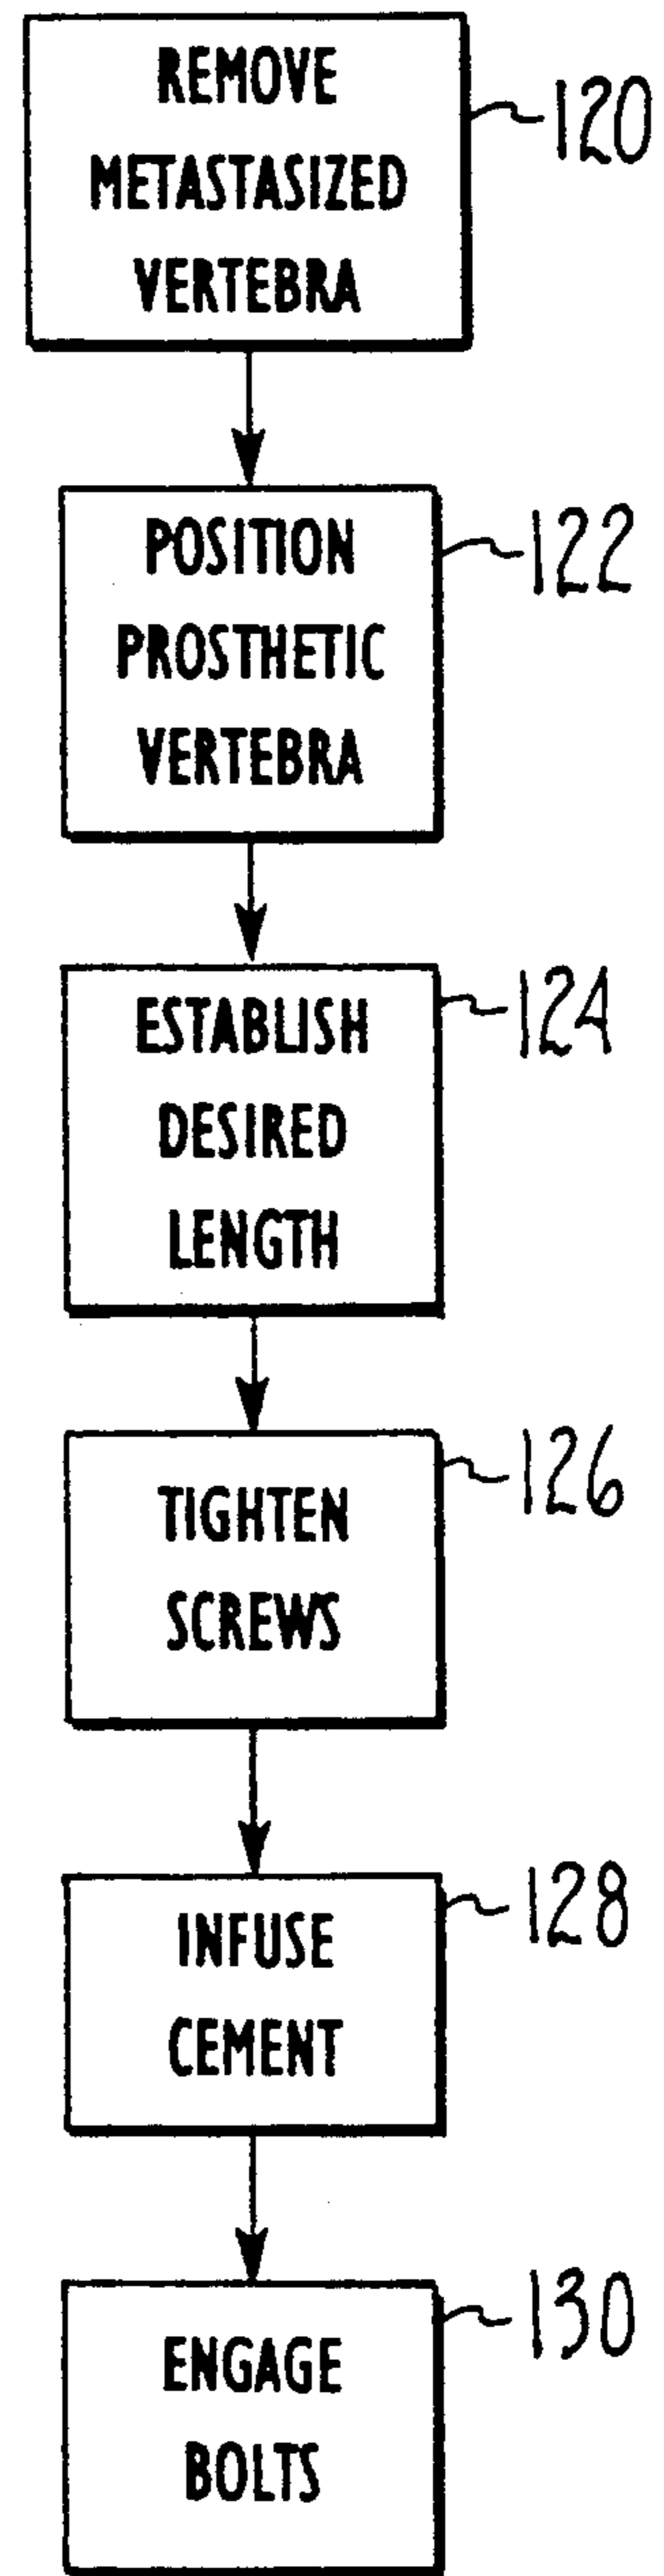 REMOVE
METASTASIZED
VERTEBRA
120
POSITION
PROSTHETIC
VERTEBRA
122
ESTABLISH
DESIRED
LENGTH
124
TIGHTEN
SCREWS
126
INFUSE
CEMENT
128
ENGAGE
BOLTS
130